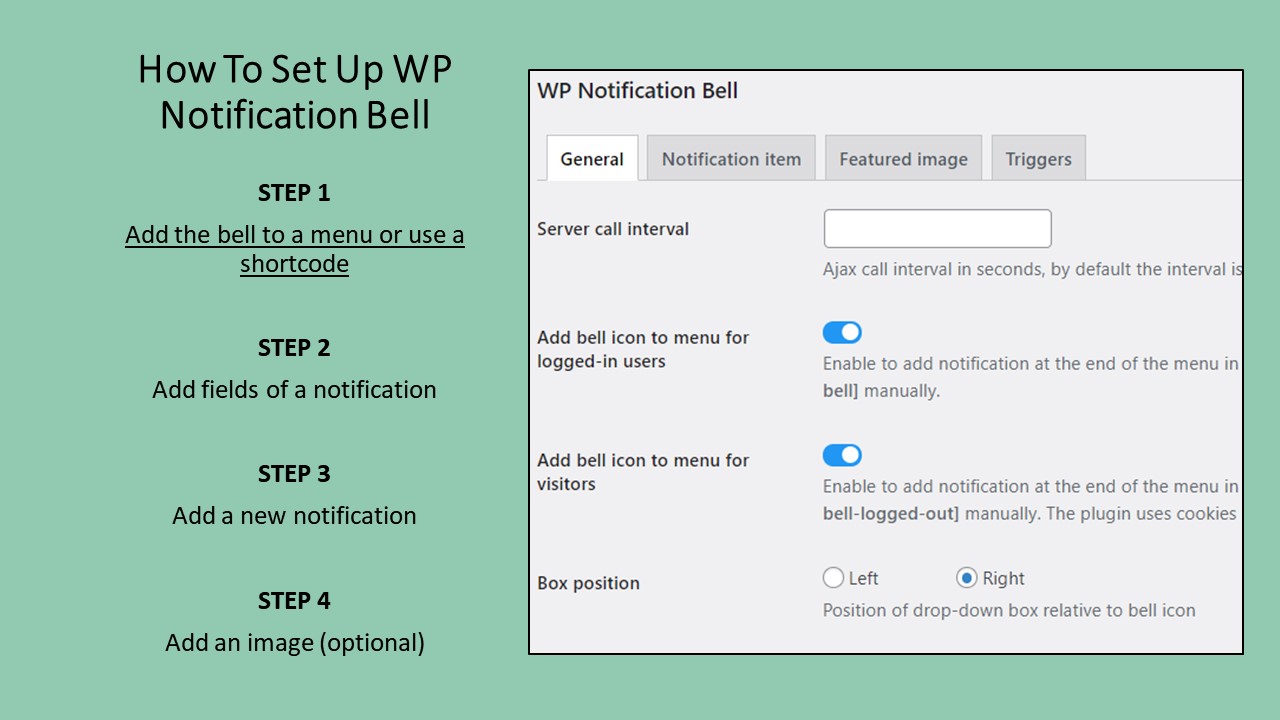 How To Set Up WP
Notification Bell
STEP 1
Add the bell to a menu or use a
shortcode
STEP 2
Add fields of a notification
STEP 3
Add a new notification
STEP 4
Add an image (optional)
WP Notification Bell
General Notification item Featured image Triggers
Server call interval
Ajax call interval in seconds, by default the interval is
Add bell icon to menu for
logged-in users
Enable to add notification at the end of the menu in
bell] manually.
Add bell icon to menu for
visitors
Enable to add notification at the end of the menu in
bell-logged-out] manually. The plugin uses cookies
Box position
Left Right
Position of drop-down box relative to bell icon